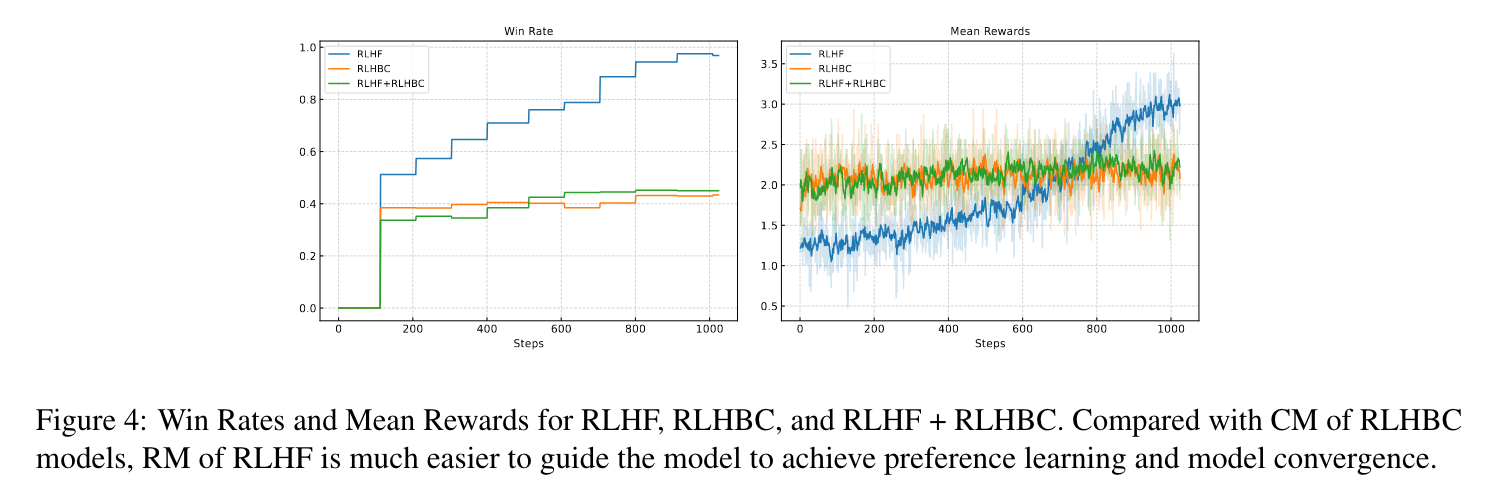 Win Rate
1.0
0.8
0.6
0.4
0.2
0.0
RLHF
RLHBC
RLHF+RLHBC
0 200 400 600 800 1000
Steps
Mean Rewards
3.5
3.0
2.5
2.0
1.5
1.0
0.5
RLHF
RLHBC
RLHF+RLHBC
0 200 400 600 800 1000
Steps
Figure 4: Win Rates and Mean Rewards for RLHF, RLHBC, and RLHF + RLHBC. Compared with CM of RLHBC
models, RM of RLHF is much easier to guide the model to achieve preference learning and model convergence.